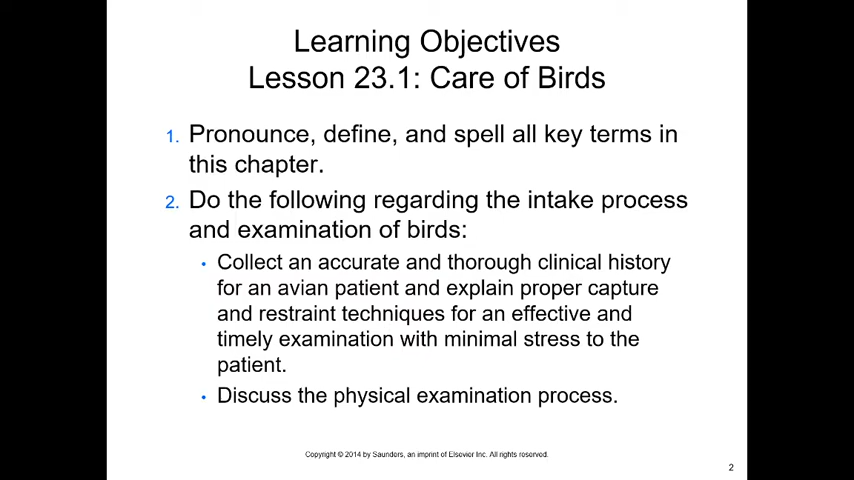 Learning Objectives
Lesson 23.1: Care of Birds
1. Pronounce, define, and spell all key terms in
this chapter.
2. Do the following regarding the intake process
and examination of birds:
• Collect an accurate and thorough clinical history
for an avian patient and explain proper capture
and restraint techniques for an effective and
timely examination with minimal stress to the
patient.
• Discuss the physical examination process.
Copyright © 2014 by Saunders, an imprint of Elsevier Inc. All rights reserved.
2